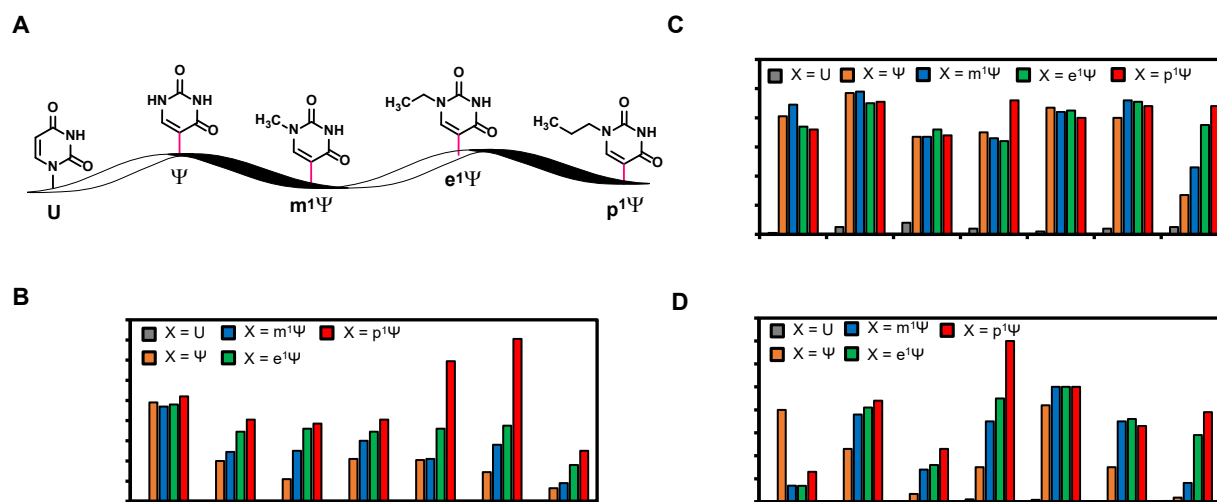 A
O
HN
NH
O
Ψ
O
NH
N
O
U
O
H₃C
N
NH
O
m¹Ψ
O
H₃C
N
NH
O
e¹Ψ
O
H₃C
N
NH
O
p¹Ψ
B
X = U
X = m¹Ψ
X = p¹Ψ
X = Ψ
X = e¹Ψ
C
X = U
X = Ψ
X = m¹Ψ
X = e¹Ψ
X = p¹Ψ
D
X = U
X = m¹Ψ
X = p¹Ψ
X = Ψ
X = e¹Ψ